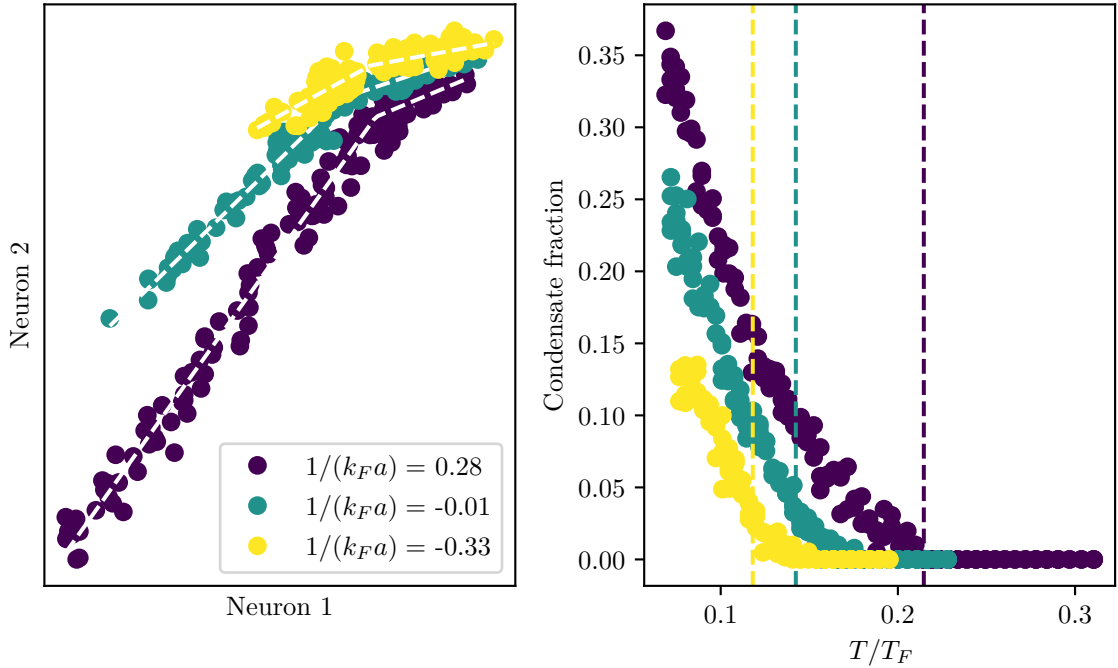 Neuron 2
1/(k_F a) = 0.28
1/(k_F a) = -0.01
1/(k_F a) = -0.33
Neuron 1
Condensate fraction
0.35
0.30
0.25
0.20
0.15
0.10
0.05
0.00
0.1
0.2
0.3
T/T_F